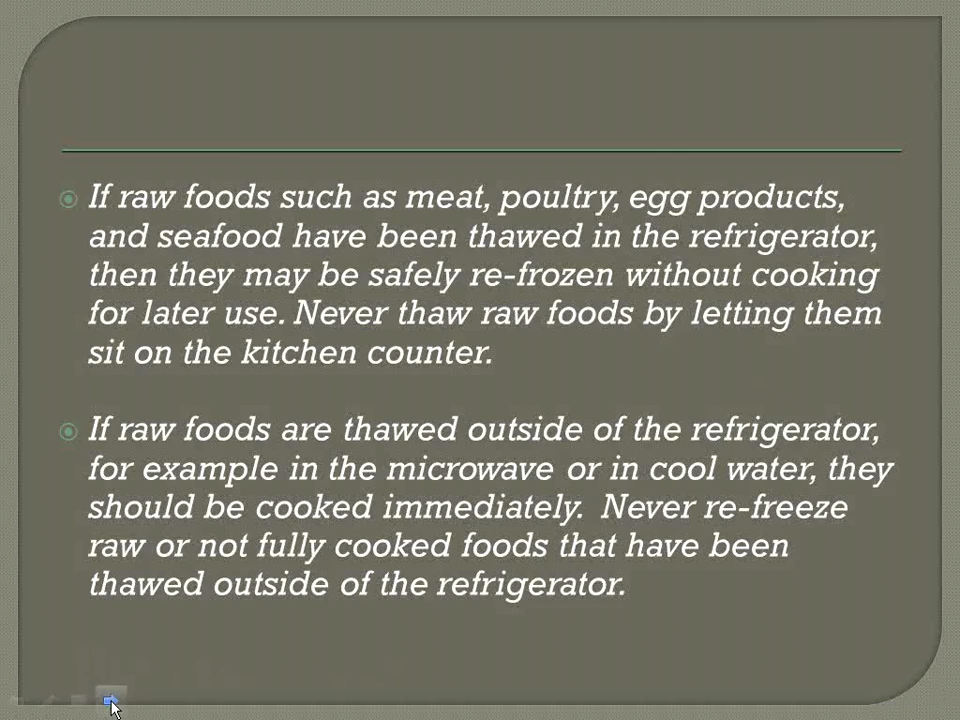 If raw foods such as meat, poultry, egg products,
and seafood have been thawed in the refrigerator,
then they may be safely re-frozen without cooking
for later use. Never thaw raw foods by letting them
sit on the kitchen counter.
If raw foods are thawed outside of the refrigerator,
for example in the microwave or in cool water, they
should be cooked immediately.  Never re-freeze
raw or not fully cooked foods that have been
thawed outside of the refrigerator.